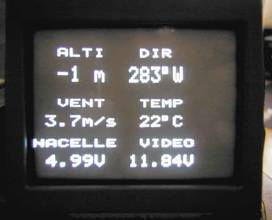 ALTI DIR
-1 m 283°W
VENT TEMP
3.7m/s 22°C
NACELLE VIDEO
4.99V 11.84V